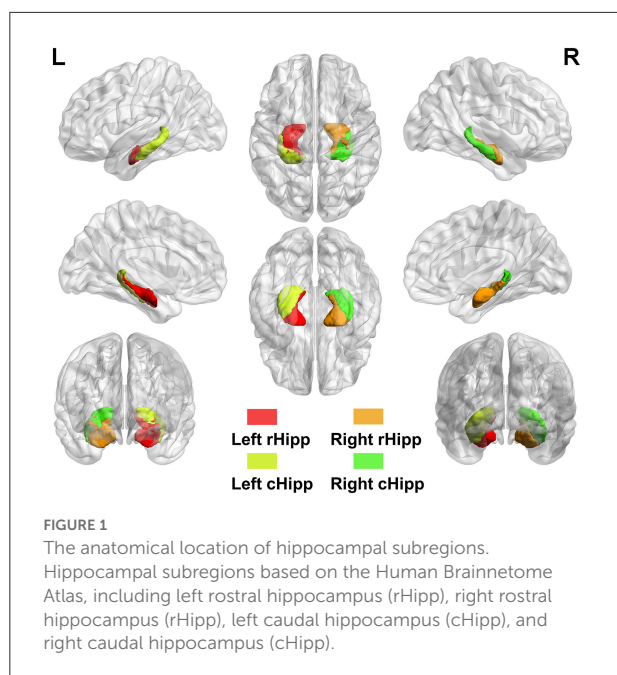 L
R
Left rHipp
Right rHipp
Left cHipp
Right cHipp
FIGURE 1
The anatomical location of hippocampal subregions.
Hippocampal subregions based on the Human Brainnetome
Atlas, including left rostral hippocampus (rHipp), right rostral
hippocampus (rHipp), left caudal hippocampus (cHipp), and
right caudal hippocampus (cHipp).